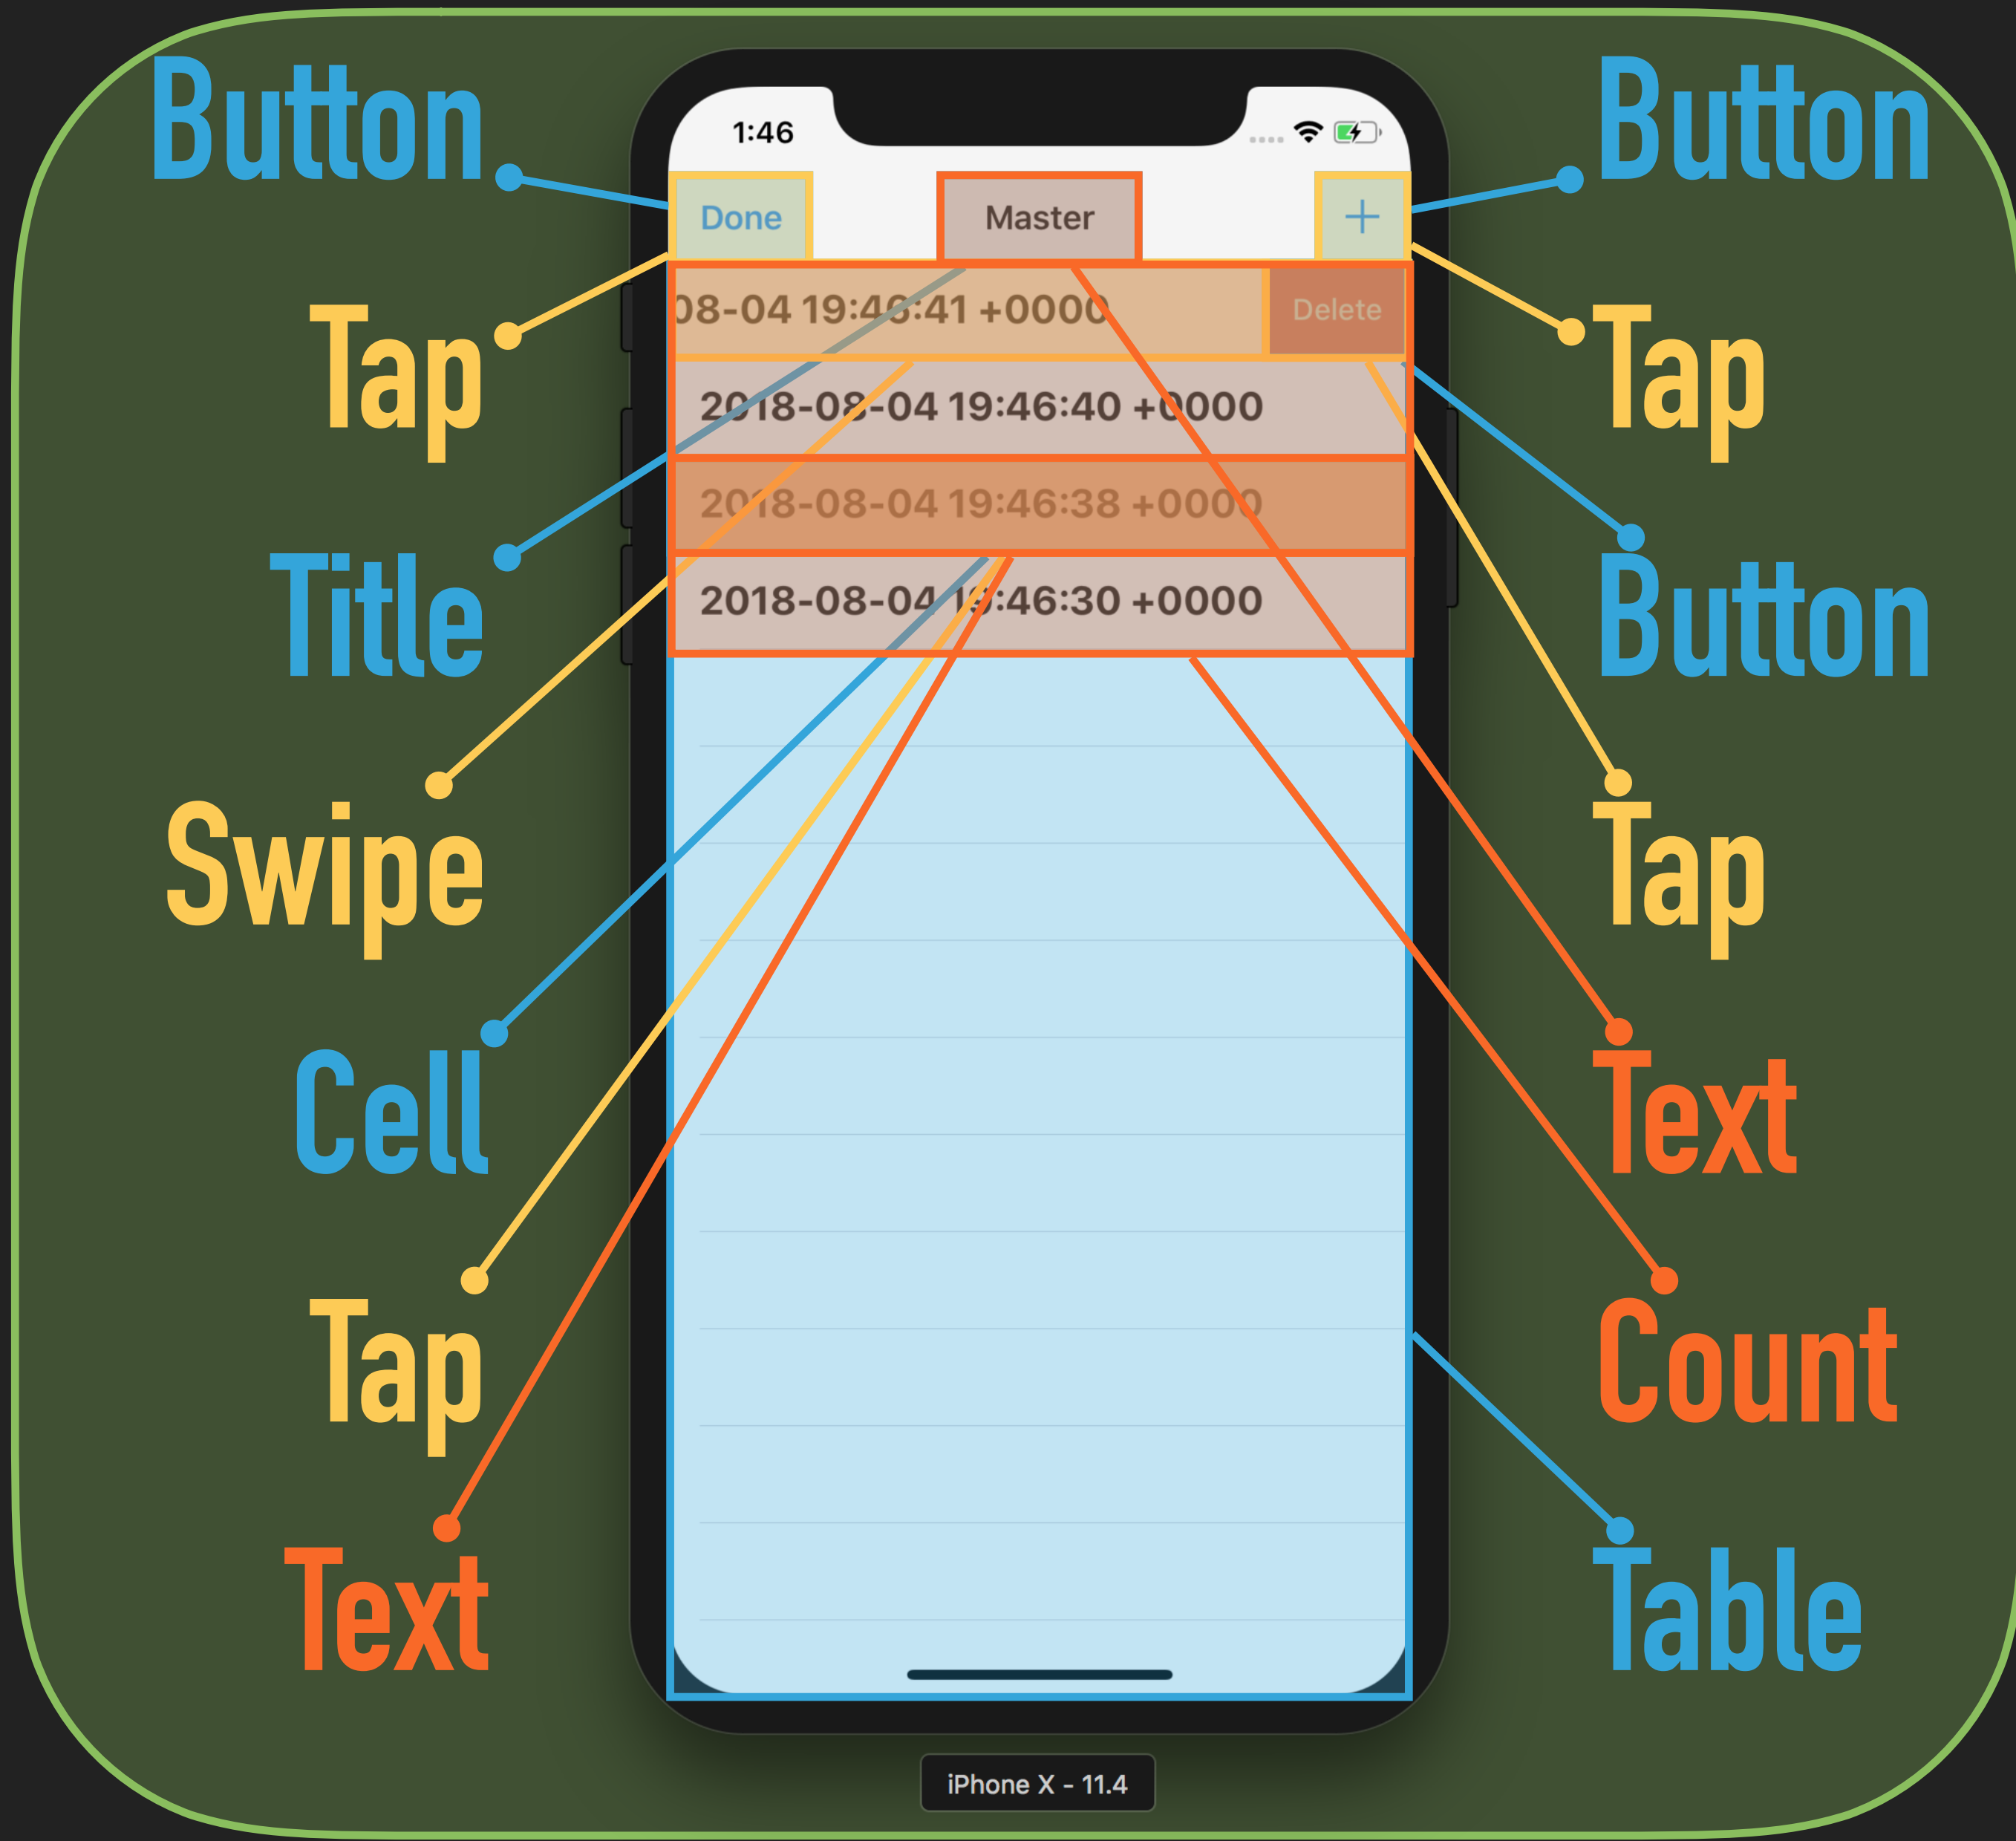 Button
Button
1:46
Done
Master
+
Tap
Tap
08-04 19:46:41 +0000
Delete
2018-08-04 19:46:40 +0000
2018-08-04 19:46:38 +0000
Title
Button
2018-08-04 19:46:30 +0000
Swipe
Tap
Cell
Text
Tap
Count
Text
Table
iPhone X - 11.4